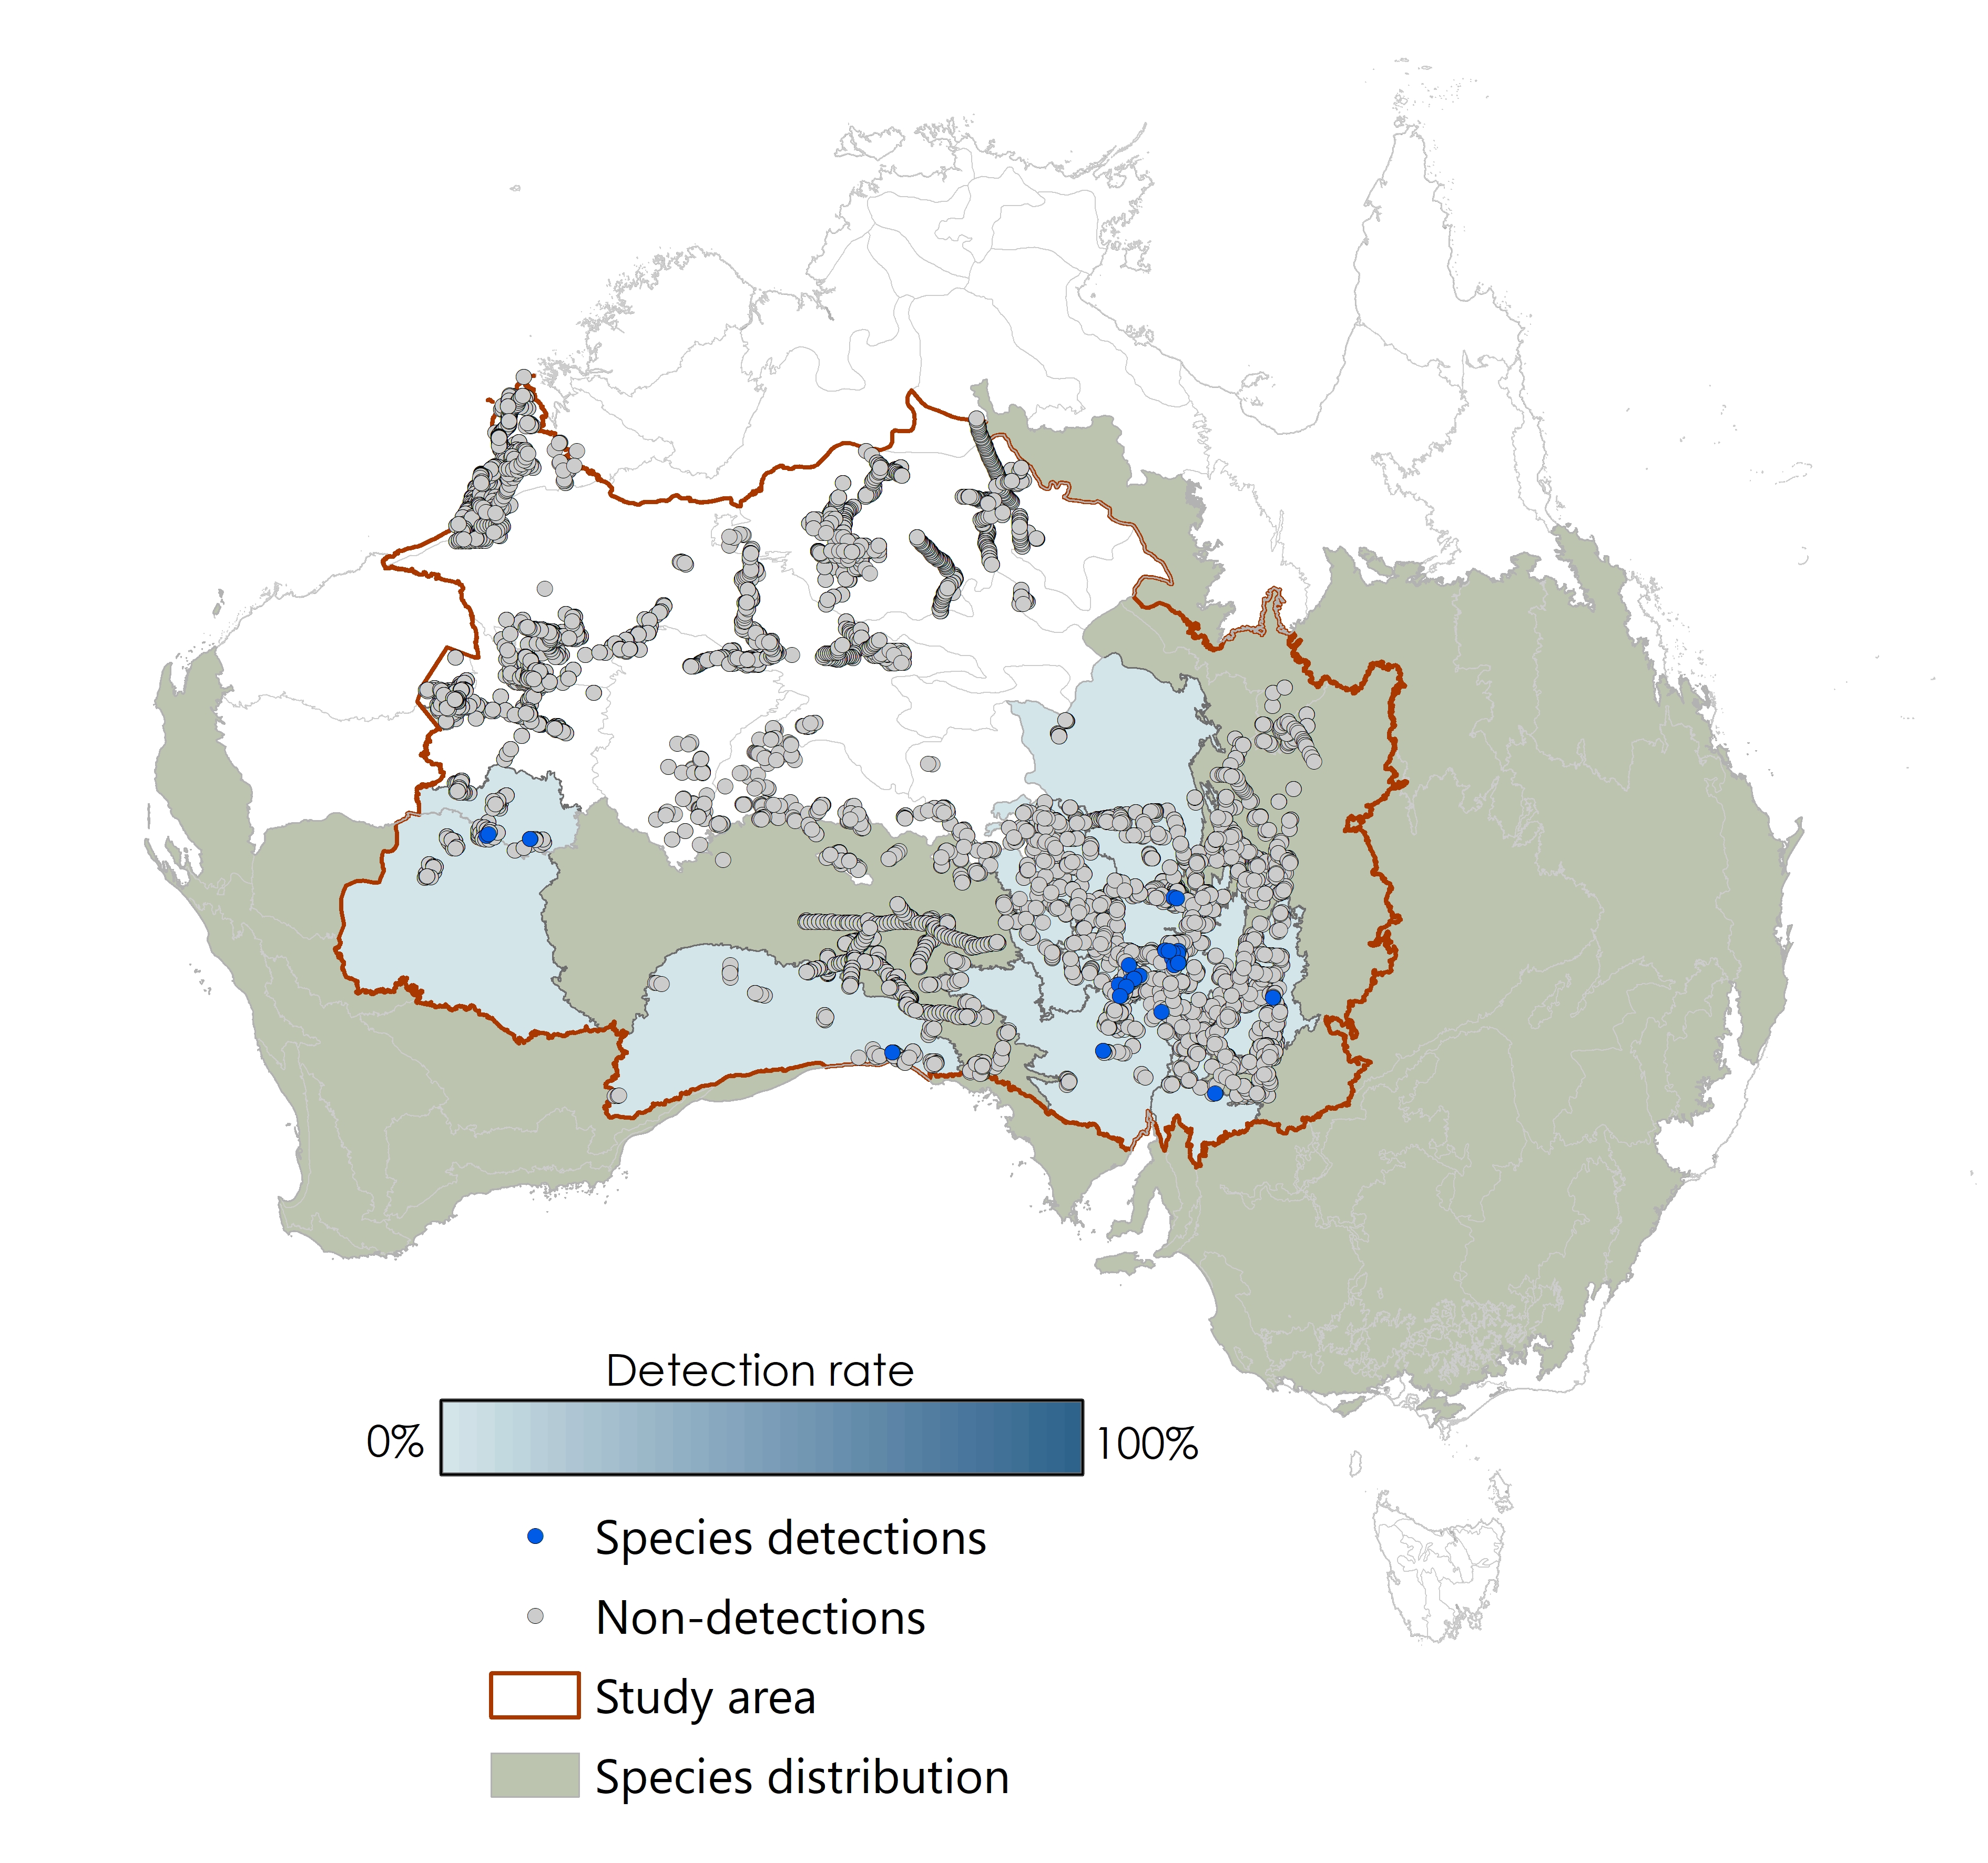 Detection rate
0%
100%
Species detections
Non-detections
Study area
Species distribution